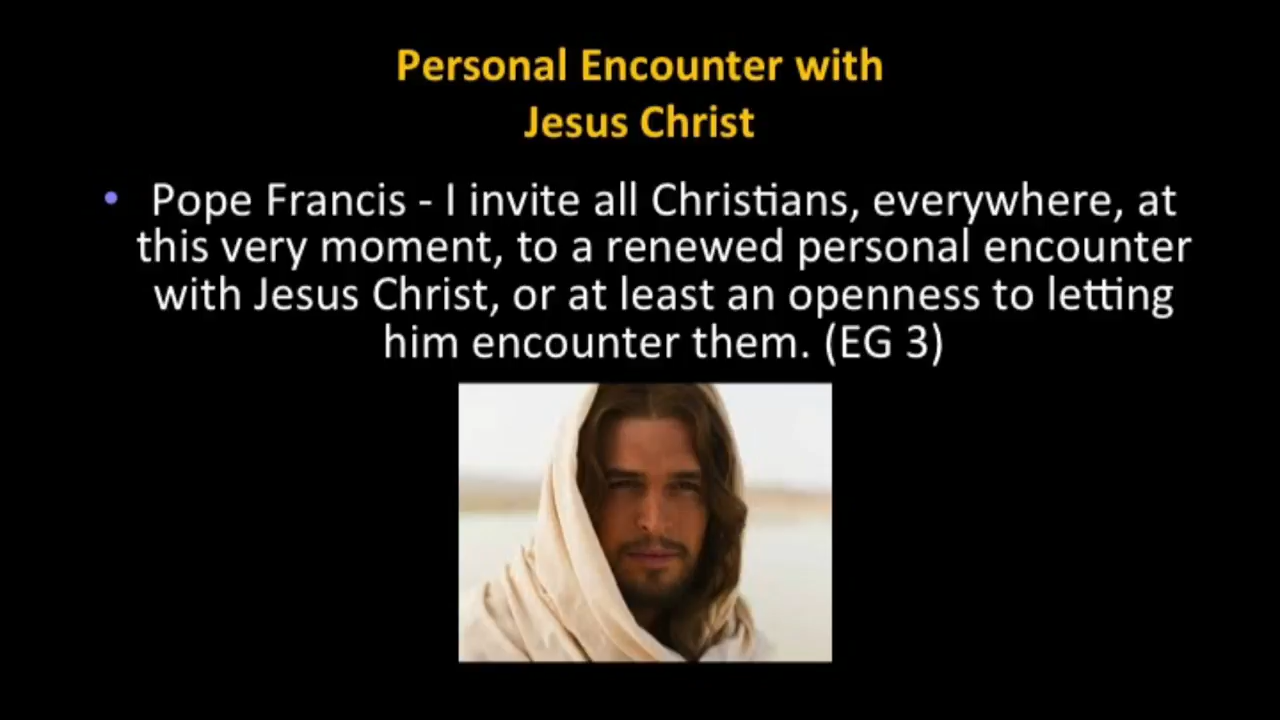 Personal Encounter with
Jesus Christ
• Pope Francis - I invite all Christians, everywhere, at
this very moment, to a renewed personal encounter
with Jesus Christ, or at least an openness to letting
him encounter them. (EG 3)